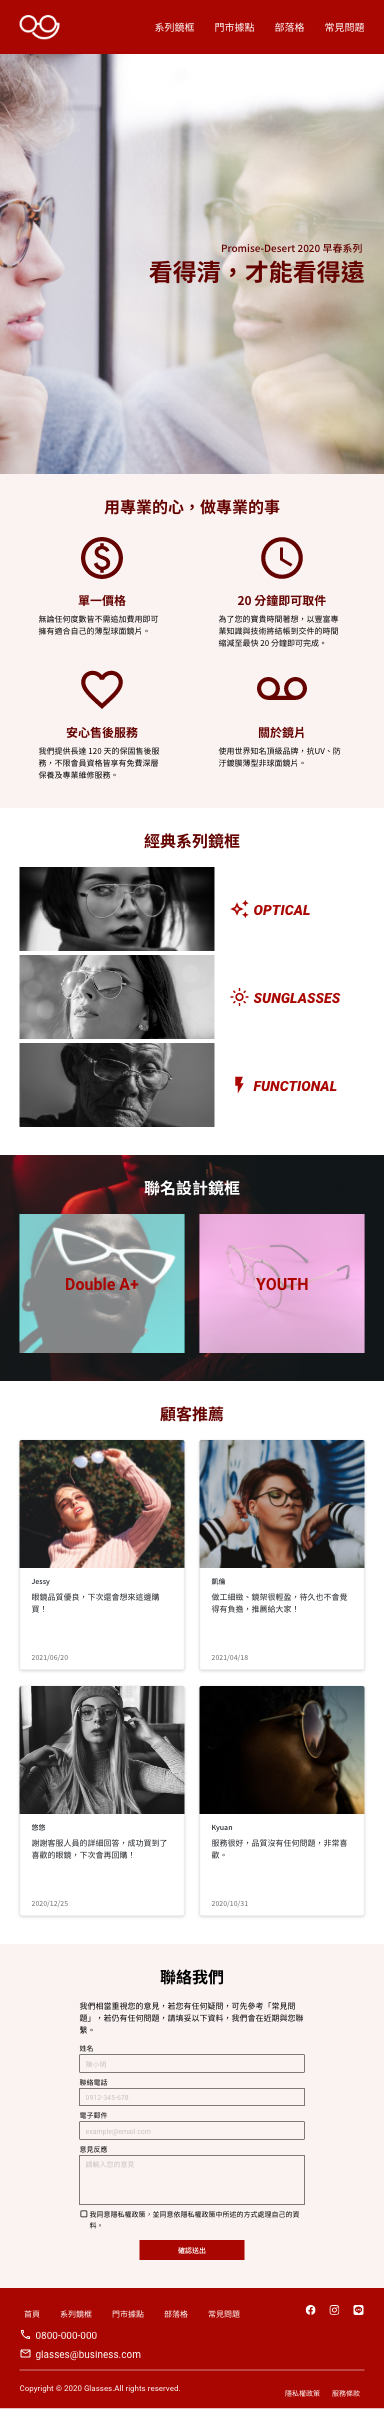 系列鏡框 門市據點 部落格 常見問題
Promise-Desert 2020 早春系列
看得清，才能看得遠
用專業的心，做專業的事
單一價格
無論任何度數皆不需追加費用即可
擁有適合自己的薄型球面鏡片。
20 分鐘即可取件
為了您的寶貴時間著想，以豐富專
業知識與技術將結帳到交件的時間
縮減至最快 20 分鐘即可完成。
安心售後服務
我們提供長達 120 天的保固售後服
務，不限會員資格皆享有免費深層
保養及專業維修服務。
關於鏡片
使用世界知名頂級品牌，抗UV、防
汙鍍膜薄型非球面鏡片。
經典系列鏡框
OPTICAL
SUNGLASSES
FUNCTIONAL
聯名設計鏡框
Double A+
YOUTH
顧客推薦
Jessy
眼鏡品質優良，下次還會想來這邊購
買！
2021/06/20
凱倫
做工細緻、鏡架很輕盈，待久也不會覺
得有負擔，推薦給大家！
2021/04/18
悠悠
謝謝客服人員的詳細回答，成功買到了
喜歡的眼鏡，下次會再回購！
2020/12/25
Kyuan
服務很好，品質沒有任何問題，非常喜
歡。
2020/10/31
聯絡我們
我們相當重視您的意見，若您有任何疑問，可先參考「常見問
題」，若仍有任何問題，請填妥以下資料，我們會在近期與您聯
繫。
姓名
陳小明
聯絡電話
0912-345-678
電子郵件
example@email.com
意見反應
請輸入您的意見
我同意隱私權政策，並同意依隱私權政策中所述的方式處理自己的資
料。
確認送出
首頁 系列鏡框 門市據點 部落格 常見問題
0800-000-000
glasses@business.com
Copyright © 2020 Glasses.All rights reserved.
隱私權政策 服務條款